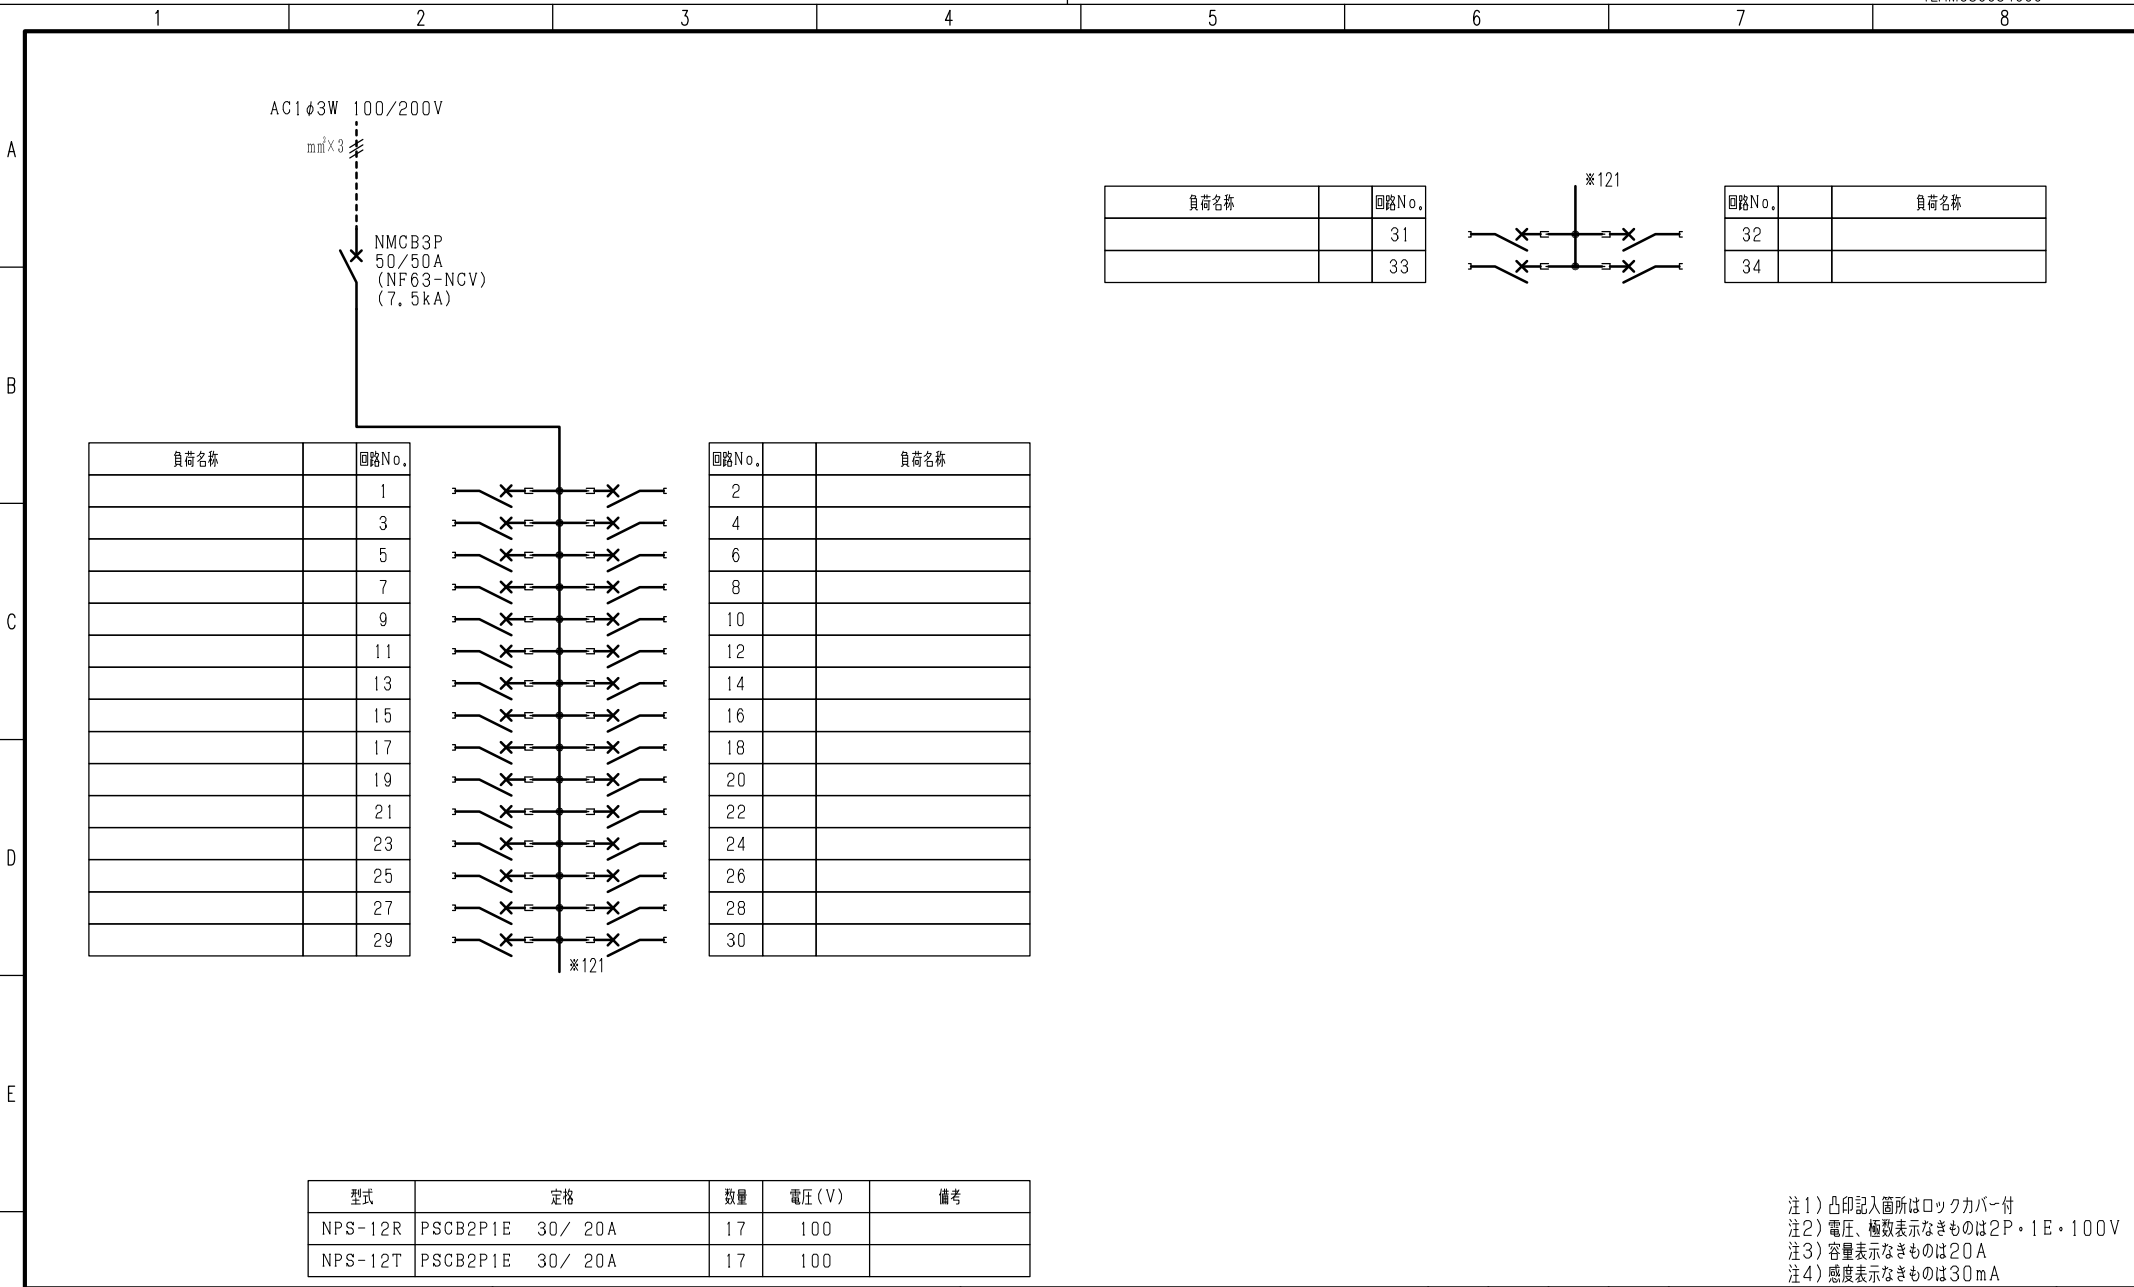 1 2 3 4 5 6 7 8
A
B
C
D
E
AC1φ3W 100/200V
mm²×3
NMCB3P
50/50A
(NF63-NCV)
(7.5kA)
負荷名称 回路No.
1
3
5
7
9
11
13
15
17
19
21
23
25
27
29
※121
回路No. 負荷名称
2
4
6
8
10
12
14
16
18
20
22
24
26
28
30
負荷名称 回路No.
31
33
※121
回路No. 負荷名称
32
34
型式 定格 数量 電圧(V) 備考
NPS-12R PSCB2P1E 30/ 20A 17 100
NPS-12T PSCB2P1E 30/ 20A 17 100
注1)凸印記入箇所はロックカバー付
注2)電圧、極数表示なきものは2P・1E・100V
注3)容量表示なきものは20A
注4)感度表示なきものは30mA